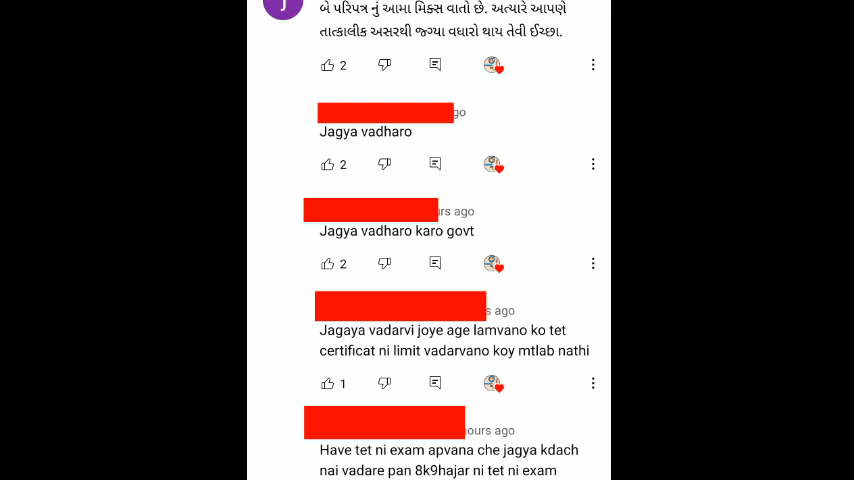 J
બે પરિપત્ર નું આમા મિક્સ વાતો છે. અત્યારે આપણે
તાત્કાલીક અસરથી જગ્યા વધારો થાય તેવી ઈચ્છા.
2
go
Jagya vadharo
2
urs ago
Jagya vadharo karo govt
2
s ago
Jagaya vadarvi joye age lamvano ko tet
certificat ni limit vadarvano koy mtlab nathi
1
ours ago
Have tet ni exam apvana che jagya kdach
nai vadare pan 8k9hajar ni tet ni exam